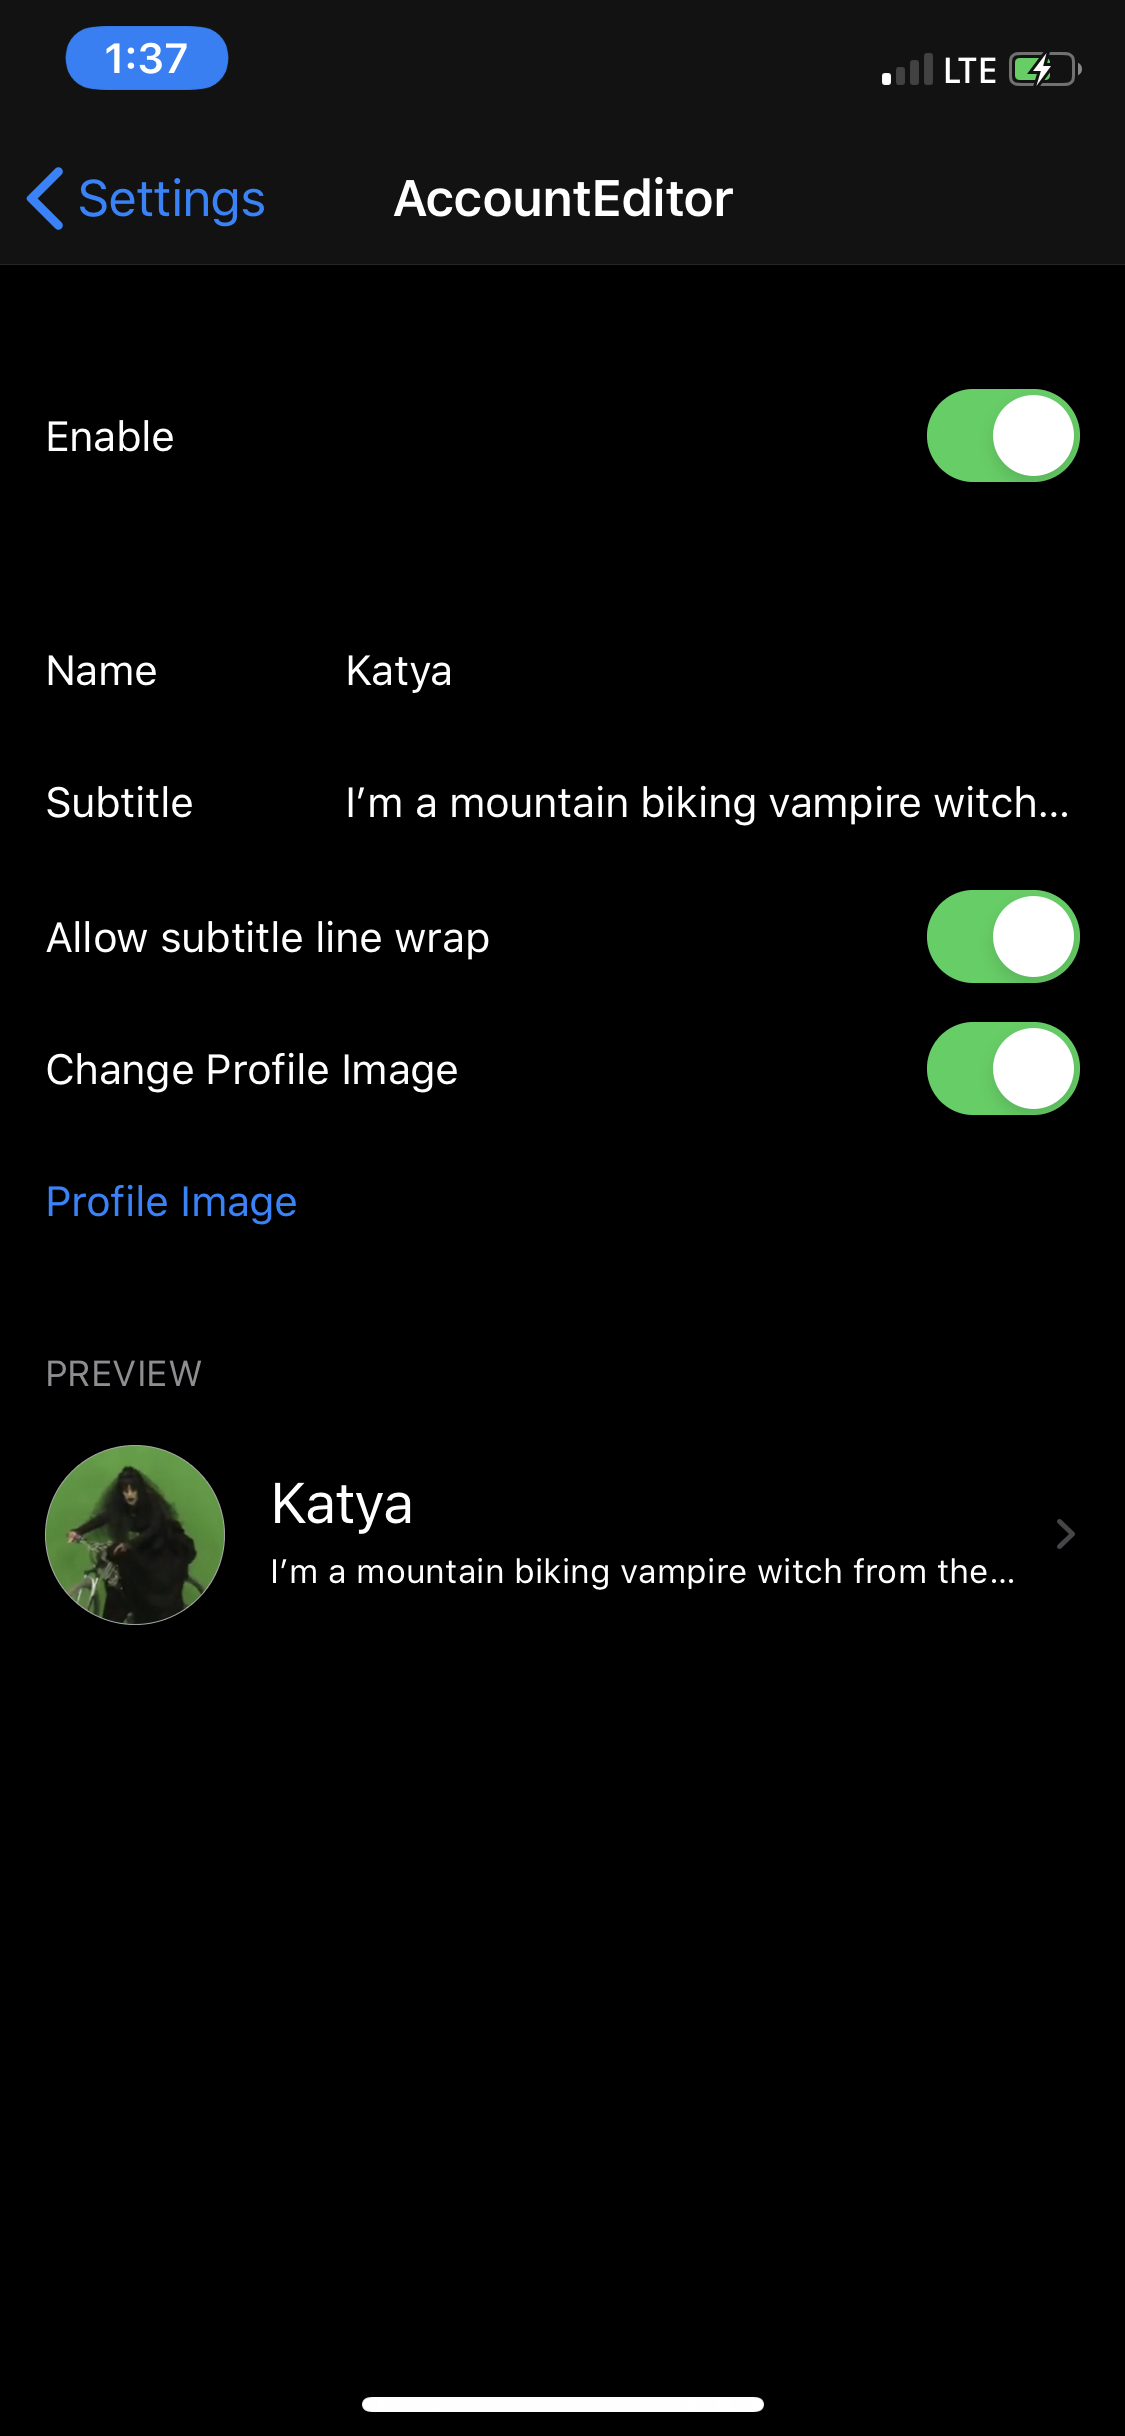 1:37
LTE
Settings
AccountEditor
Enable
Name Katya
Subtitle I’m a mountain biking vampire witch...
Allow subtitle line wrap
Change Profile Image
Profile Image
PREVIEW
Katya
I’m a mountain biking vampire witch from the...